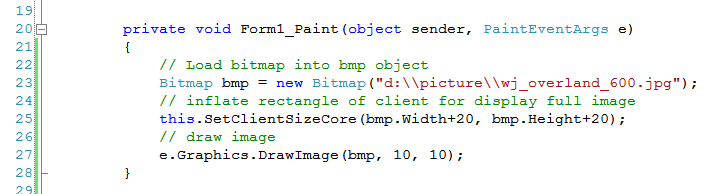 19
20 private void Form1_Paint(object sender, PaintEventArgs e)
21 {
22 // Load bitmap into bmp object
23 Bitmap bmp = new Bitmap("d:\\picture\\wj_overland_600.jpg");
24 // inflate rectangle of client for display full image
25 this.SetClientSizeCore(bmp.Width+20, bmp.Height+20);
26 // draw image
27 e.Graphics.DrawImage(bmp, 10, 10);
28 }
29